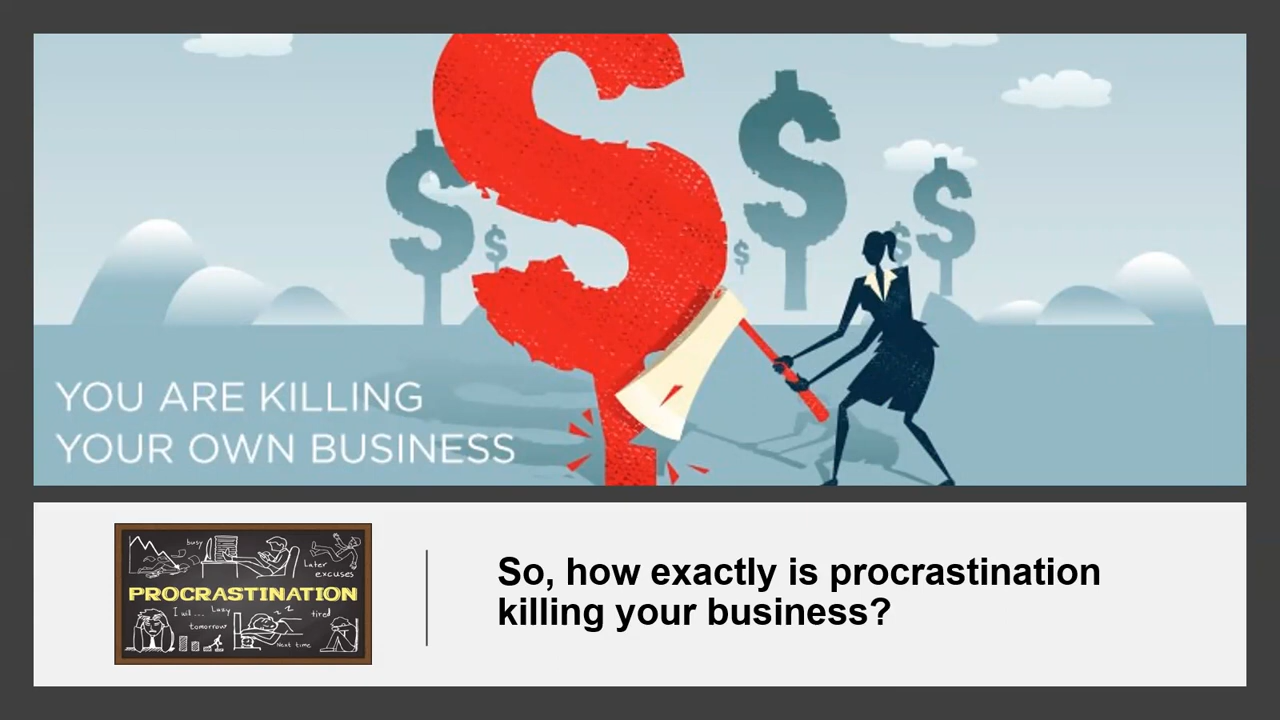 YOU ARE KILLING
YOUR OWN BUSINESS
busy
Later
excuses
PROCRASTINATION
I will... Lazy
tired
tomorrow
z z
Next time
So, how exactly is procrastination
killing your business?